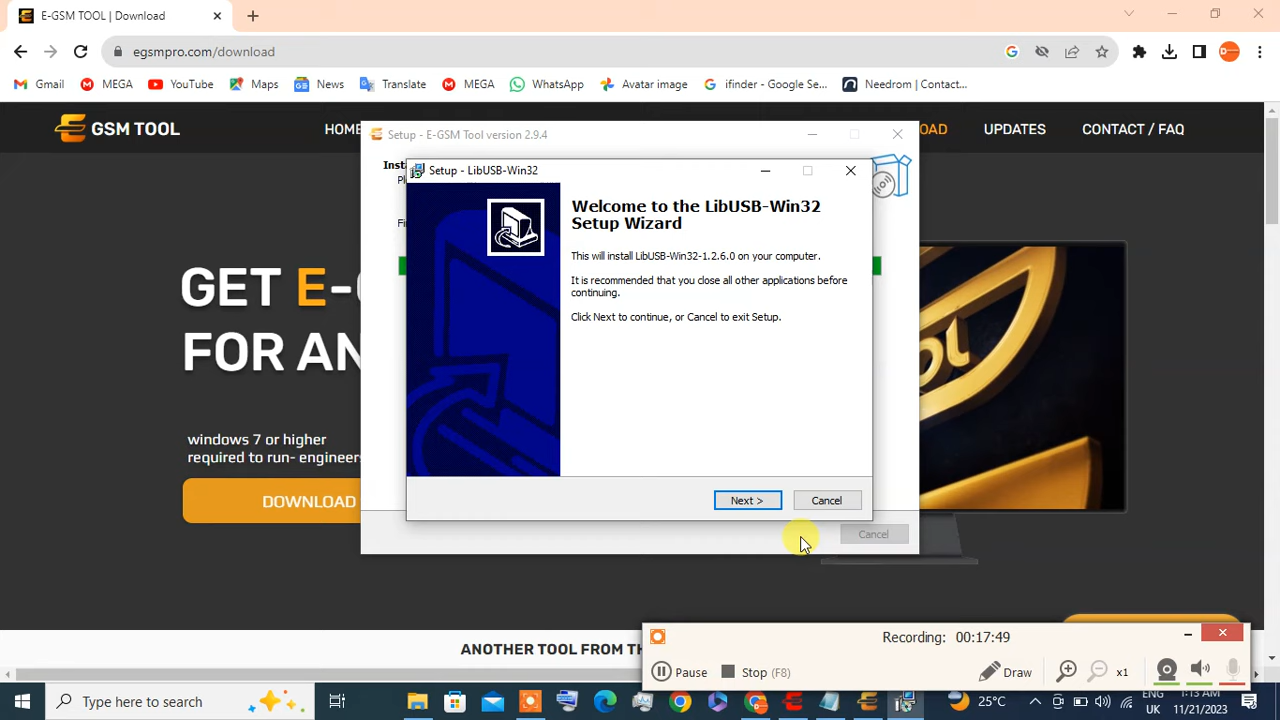 E-GSM TOOL | Download
egsmpro.com/download
Gmail
MEGA
YouTube
Maps
News
Translate
MEGA
WhatsApp
Avatar image
ifinder - Google Se...
Needrom | Contact...
GSM TOOL
HOME
OAD
UPDATES
CONTACT / FAQ
Setup - E-GSM Tool version 2.9.4
Inst
Pl
Fi
Setup - LibUSB-Win32
Welcome to the LibUSB-Win32
Setup Wizard
This will install LibUSB-Win32-1.2.6.0 on your computer.
It is recommended that you close all other applications before
continuing.
Click Next to continue, or Cancel to exit Setup.
Next >
Cancel
Cancel
GET E-
FOR AN
windows 7 or higher
required to run- engineers
DOWNLOAD
ANOTHER TOOL FROM TH
Recording: 00:17:49
Pause
Stop (F8)
Draw
x1
Type here to search
25°C
ENG
UK
1:13 AM
11/21/2023